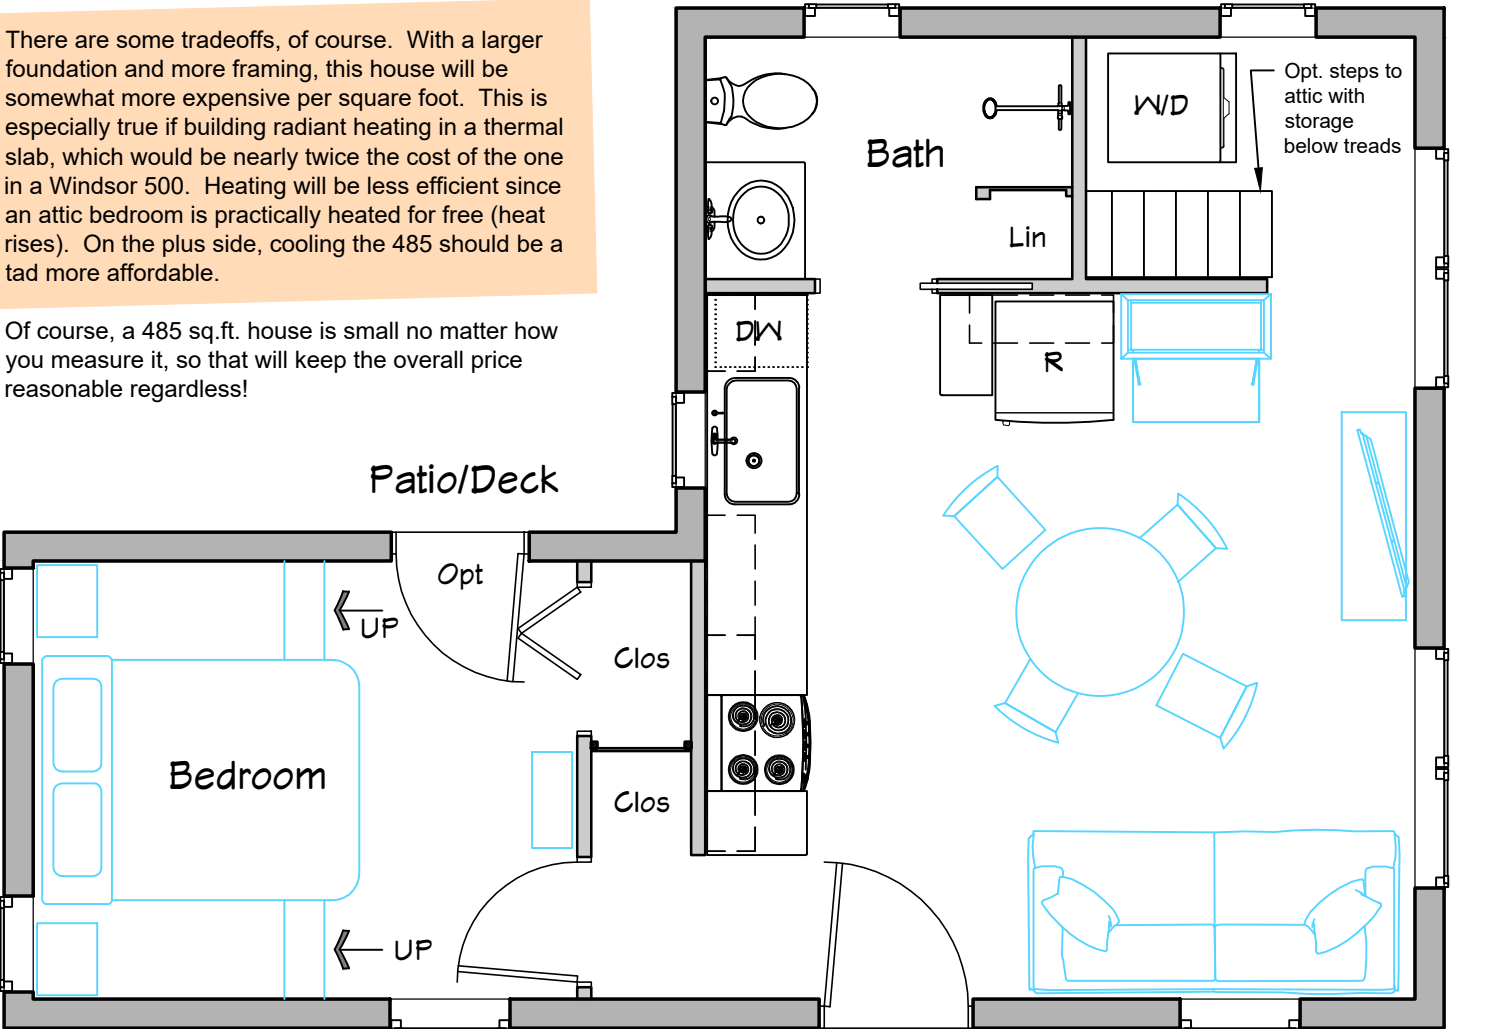 There are some tradeoffs, of course.  With a larger
foundation and more framing, this house will be
somewhat more expensive per square foot.  This is
especially true if building radiant heating in a thermal
slab, which would be nearly twice the cost of the one
in a Windsor 500.  Heating will be less efficient since
an attic bedroom is practically heated for free (heat
rises).  On the plus side, cooling the 485 should be a
tad more affordable.
Of course, a 485 sq.ft. house is small no matter how
you measure it, so that will keep the overall price
reasonable regardless!
Opt. steps to
attic with
storage
below treads
W/D
Bath
Lin
DW
R
Patio/Deck
Opt
UP
Clos
Bedroom
Clos
UP